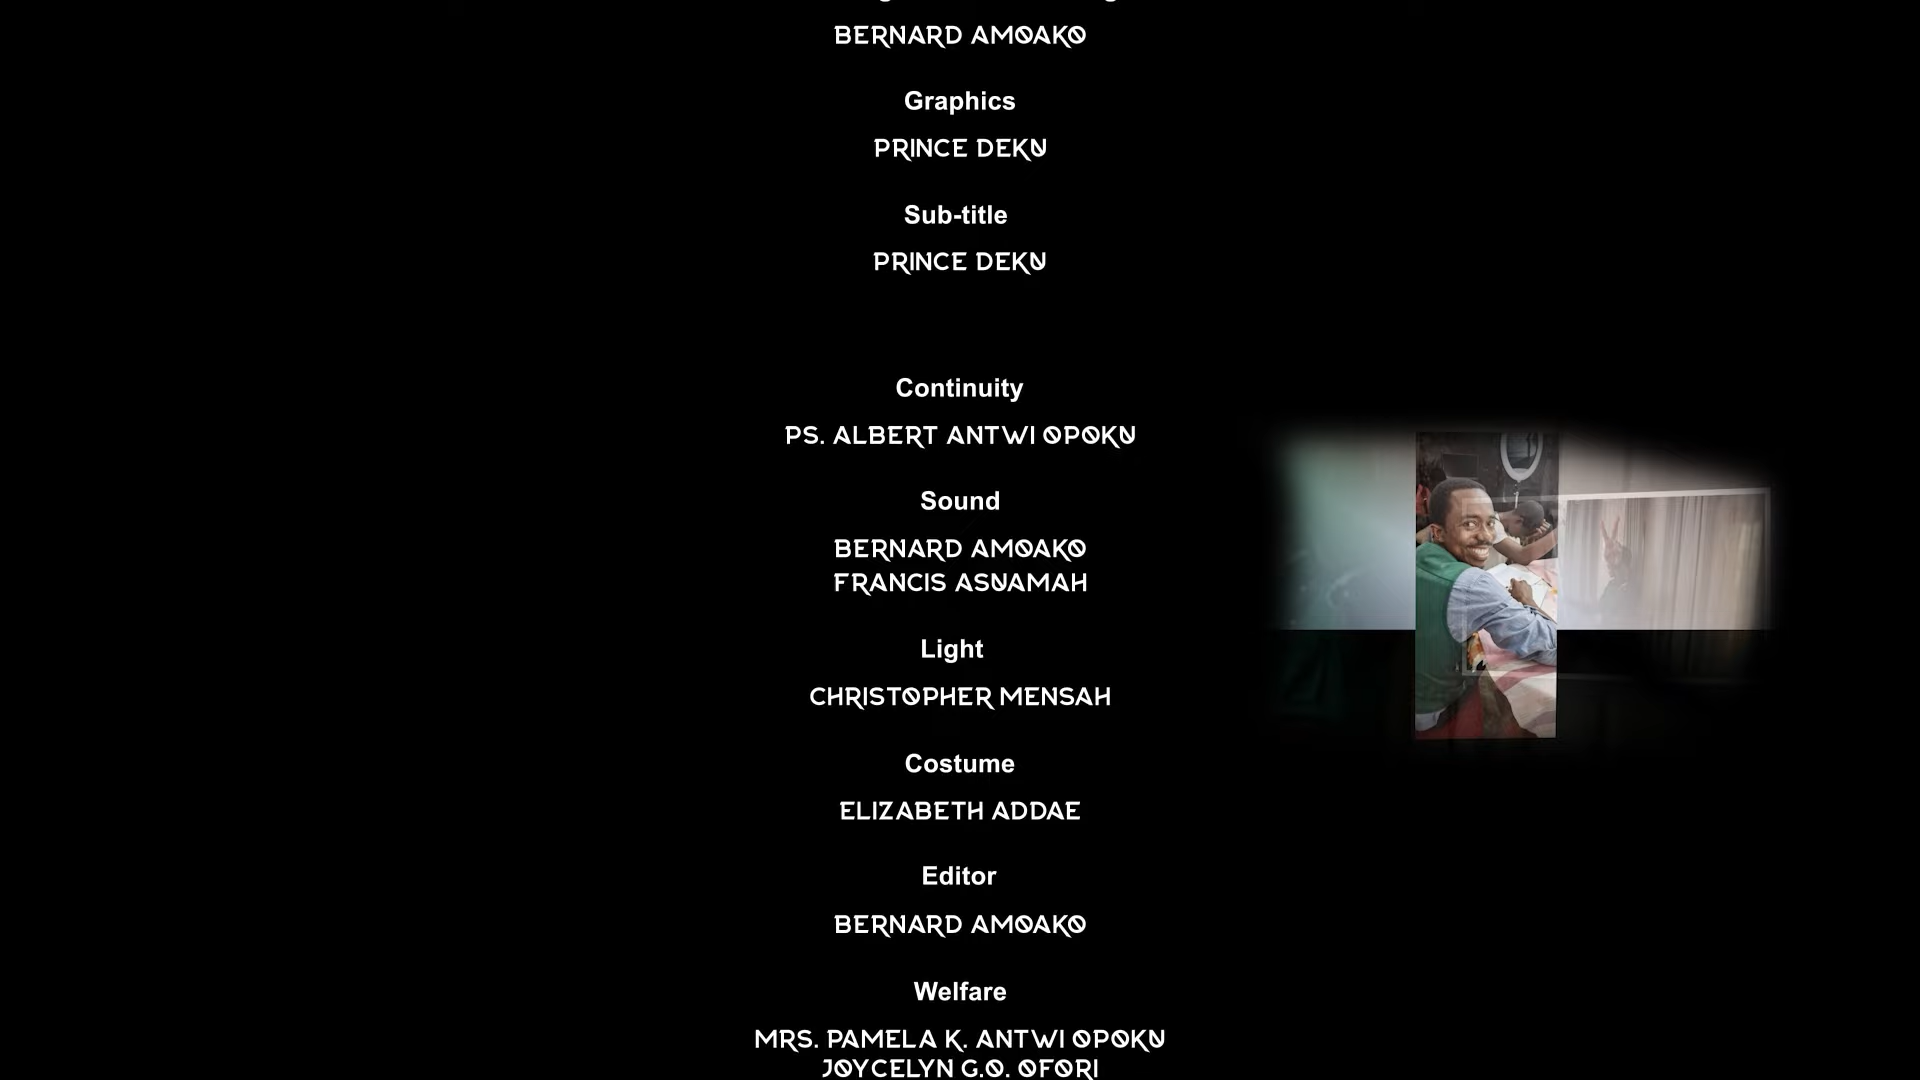 BERNARD AMOAKO
Graphics
PRINCE DEKU
Sub-title
PRINCE DEKU
Continuity
PS. ALBERT ANTWI OPOKU
Sound
BERNARD AMOAKO
FRANCIS ASUAMAH
Light
CHRISTOPHER MENSAH
Costume
ELIZABETH ADDAE
Editor
BERNARD AMOAKO
Welfare
MRS. PAMELA K. ANTWI OPOKU
JOYCELYN G.O. OFORI